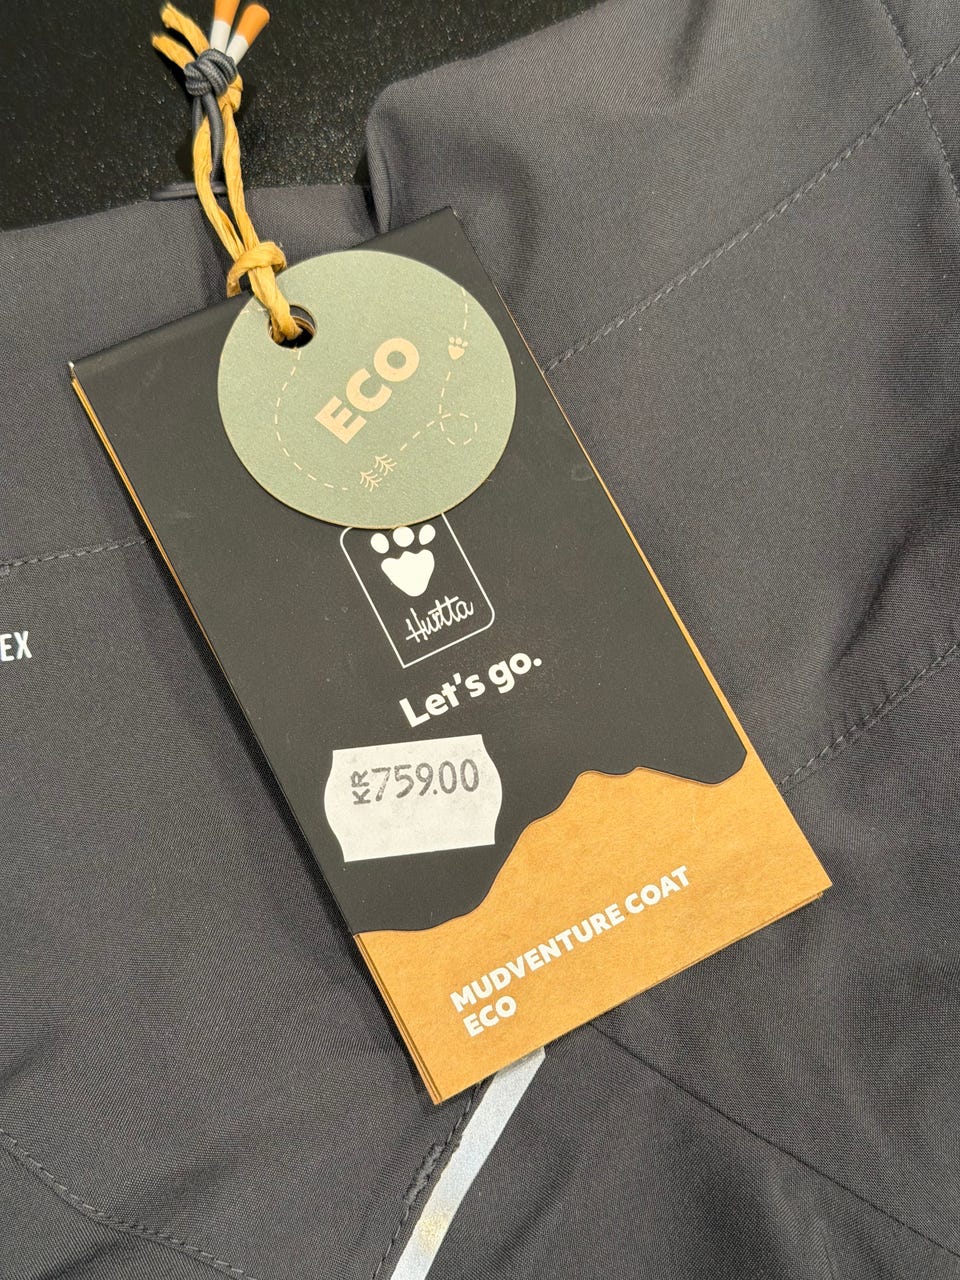 ECO
Hurtta
Let's go.
KR 759.00
MUDVENTURE COAT
ECO
EX